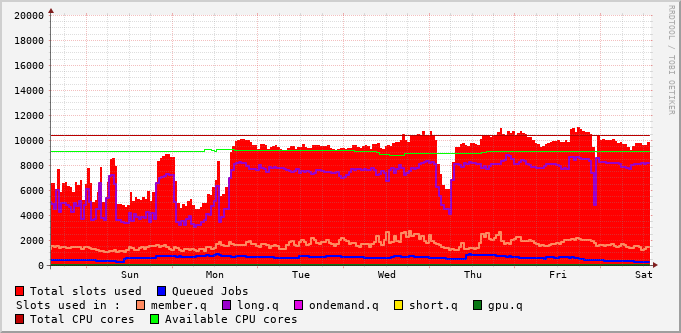 20000
18000
16000
14000
12000
10000
8000
6000
4000
2000
0
Sun Mon Tue Wed Thu Fri Sat
RRDTOOL / TOBI OETIKER
Total slots used Queued Jobs
Slots used in : member.q long.q ondemand.q short.q gpu.q
Total CPU cores Available CPU cores